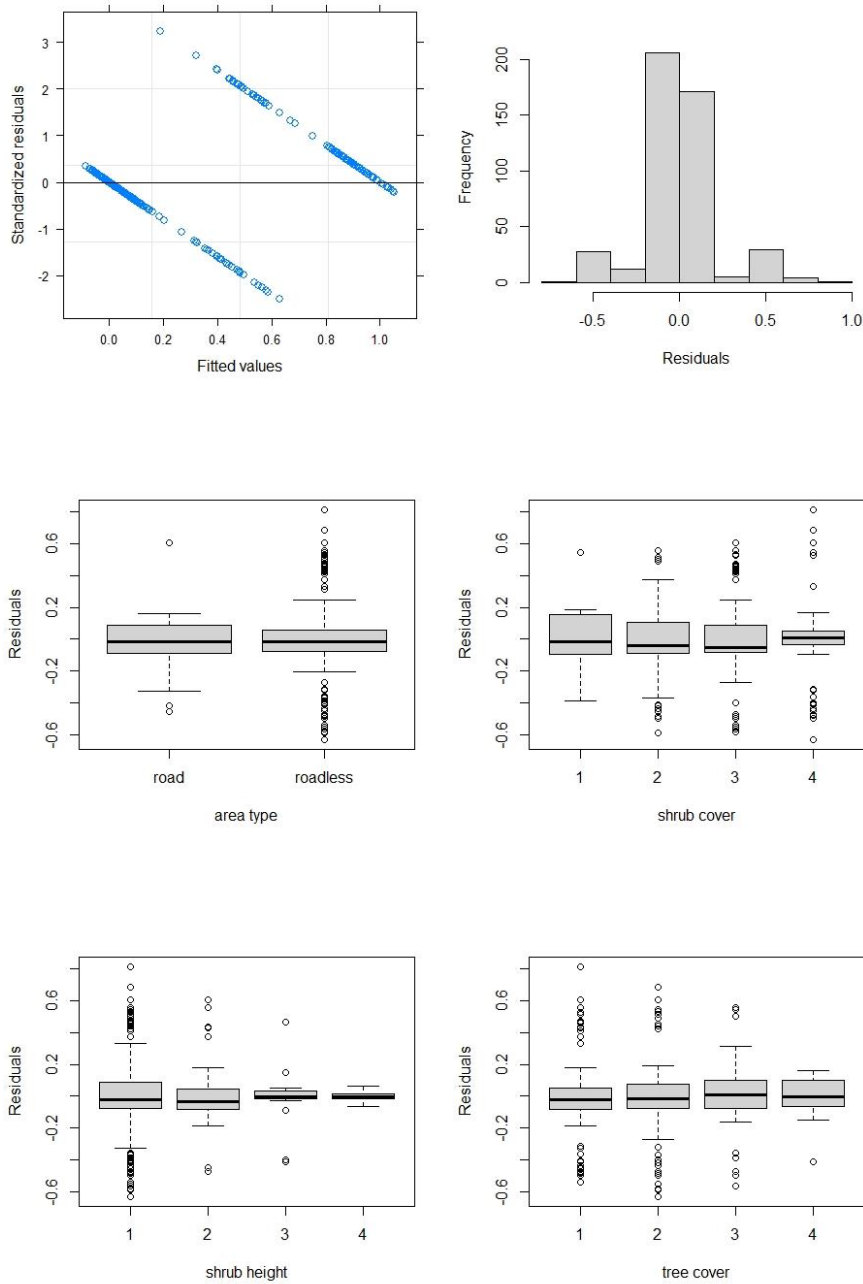 3
2
1
0
-1
-2
Standardized residuals
0.0 0.2 0.4 0.6 0.8 1.0
Fitted values
200
150
50
0
Frequency
-0.5 0.0 0.5 1.0
Residuals
0.6
0.2
-0.2
-0.6
Residuals
road roadless
area type
0.6
0.2
-0.2
-0.6
Residuals
1 2 3 4
shrub cover
0.6
0.2
-0.2
-0.6
Residuals
1 2 3 4
shrub height
0.6
0.2
-0.2
-0.6
Residuals
1 2 3 4
tree cover